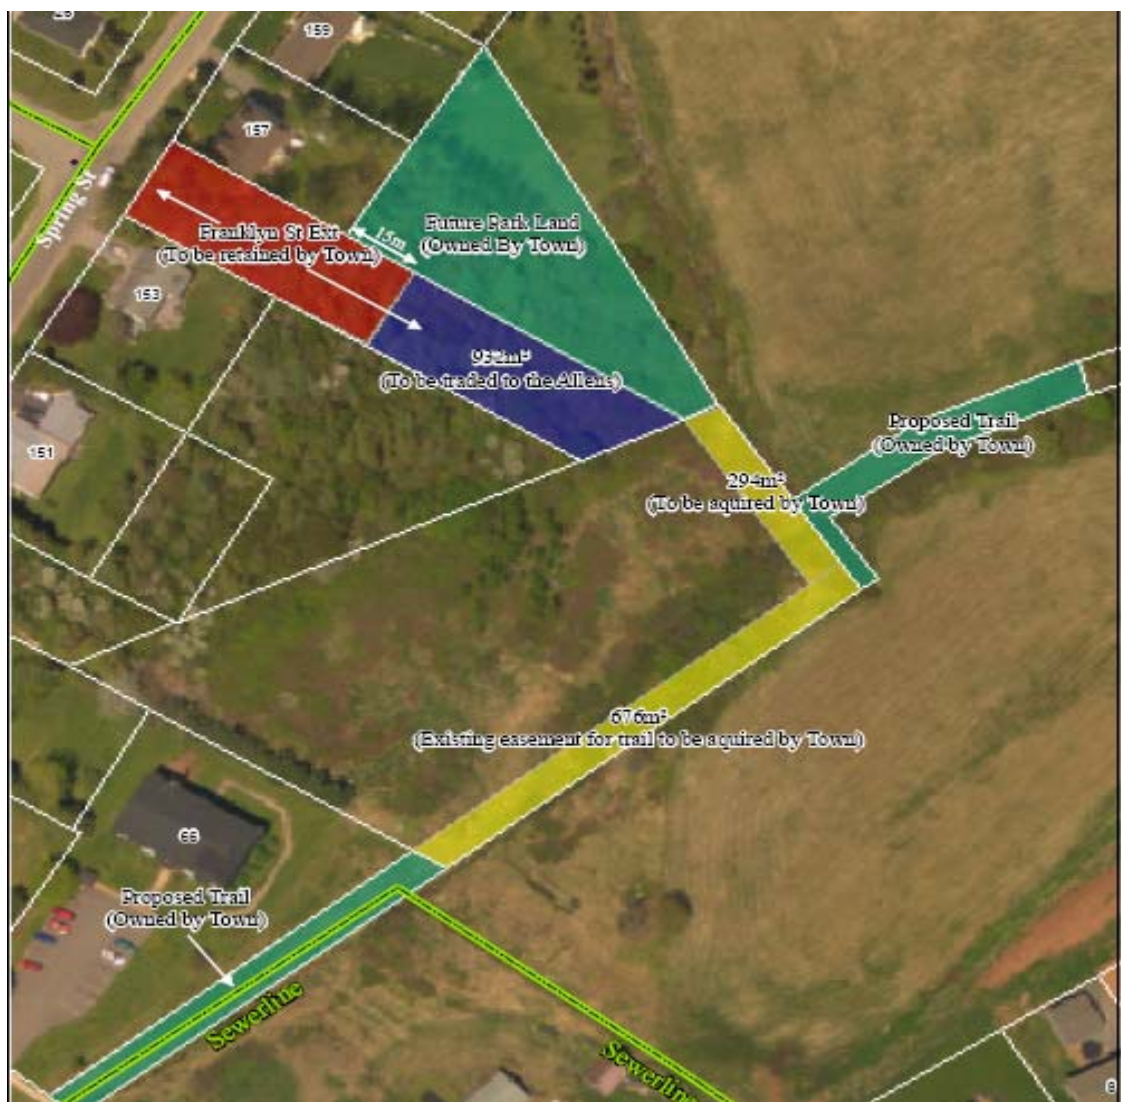 159
157
Spring St
Franklyn St Ext
(To be retained by Town)
15m
Future Park Land
(Owned By Town)
153
932m²
(To be traded to the Allens)
151
Proposed Trail
(Owned by Town)
294m²
(To be aquired by Town)
676m²
(Existing easement for trail to be aquired by Town)
66
Proposed Trail
(Owned by Town)
Sewerline
Sewerline
8